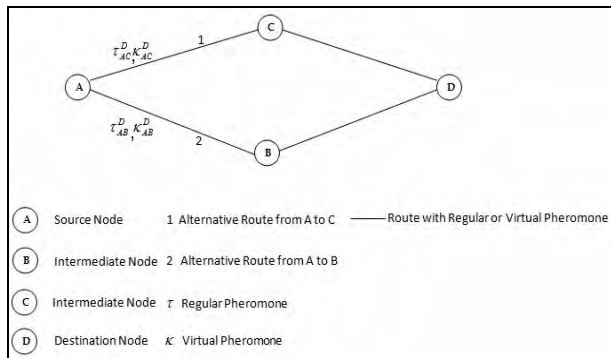 C
1
τ^D_AC, κ^D_AC
A
D
τ^D_AB, κ^D_AB
2
B
A Source Node 1 Alternative Route from A to C Route with Regular or Virtual Pheromone
B Intermediate Node 2 Alternative Route from A to B
C Intermediate Node τ Regular Pheromone
D Destination Node κ Virtual Pheromone